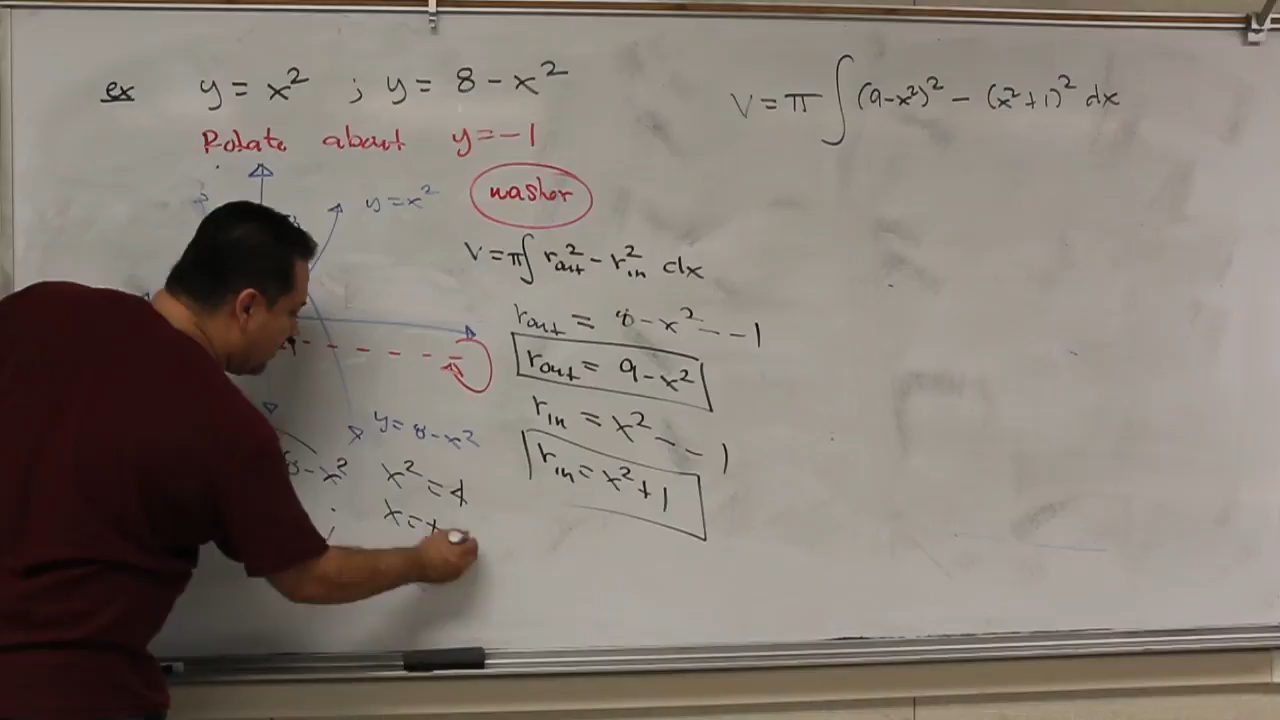 ex y = x² ; y = 8 - x²
Rotate about y = -1
y = x²
washer
V = π∫ r²out - r²in dx
rout = 8 - x² - -1
rout = 9 - x²
rin = x² - -1
rin = x² + 1
y = 8 - x²
8 - x²
x² = 4
x =
V = π∫ (9-x²)² - (x²+1)² dx